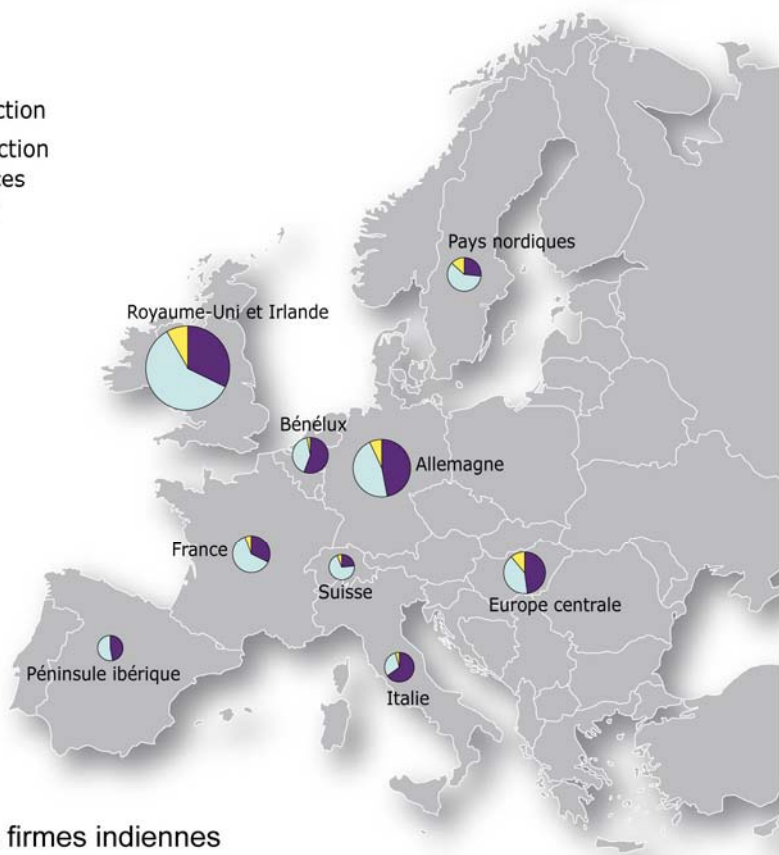 ction
ction
ces
Pays nordiques
Royaume-Uni et Irlande
Bénélux
Allemagne
France
Suisse
Europe centrale
Péninsule ibérique
Italie
firmes indiennes